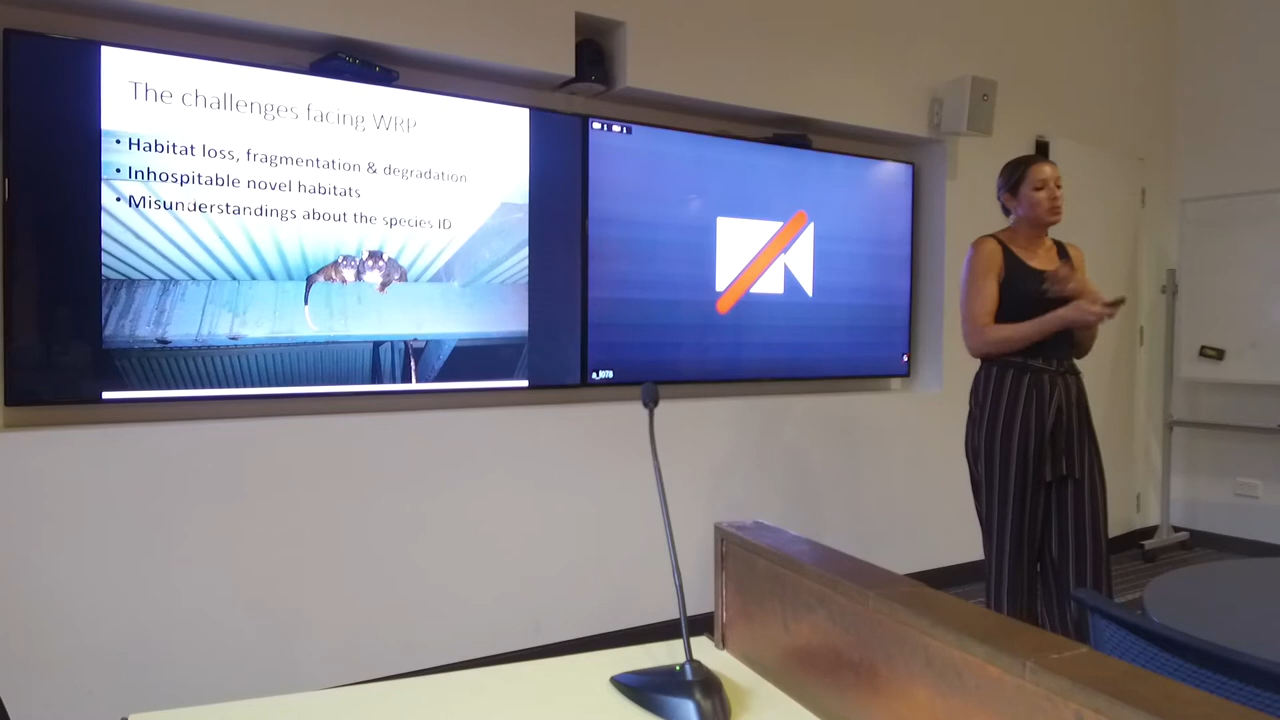 The challenges facing WRP
• Habitat loss, fragmentation & degradation
• Inhospitable novel habitats
• Misunderstandings about the species ID